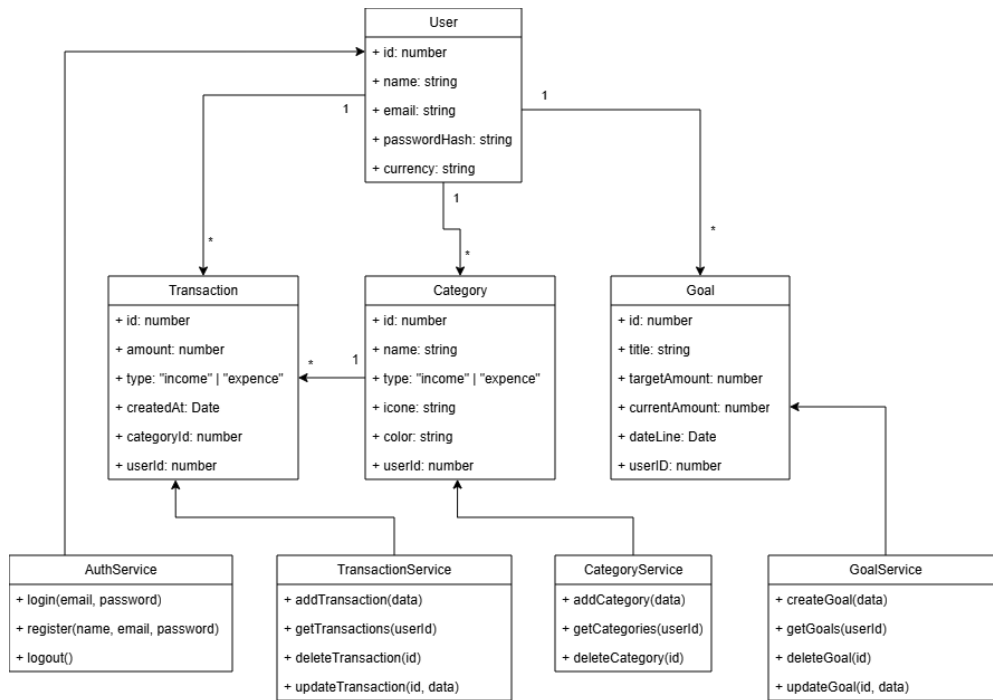 User
+ id: number
+ name: string
+ email: string
+ passwordHash: string
+ currency: string
1
1
1
*
*
*
Transaction
+ id: number
+ amount: number
+ type: "income" | "expence"
+ createdAt: Date
+ categoryId: number
+ userId: number
*
1
Category
+ id: number
+ name: string
+ type: "income" | "expence"
+ icone: string
+ color: string
+ userId: number
Goal
+ id: number
+ title: string
+ targetAmount: number
+ currentAmount: number
+ dateLine: Date
+ userID: number
AuthService
+ login(email, password)
+ register(name, email, password)
+ logout()
TransactionService
+ addTransaction(data)
+ getTransactions(userId)
+ deleteTransaction(id)
+ updateTransaction(id, data)
CategoryService
+ addCategory(data)
+ getCategories(userId)
+ deleteCategory(id)
GoalService
+ createGoal(data)
+ getGoals(userId)
+ deleteGoal(id)
+ updateGoal(id, data)